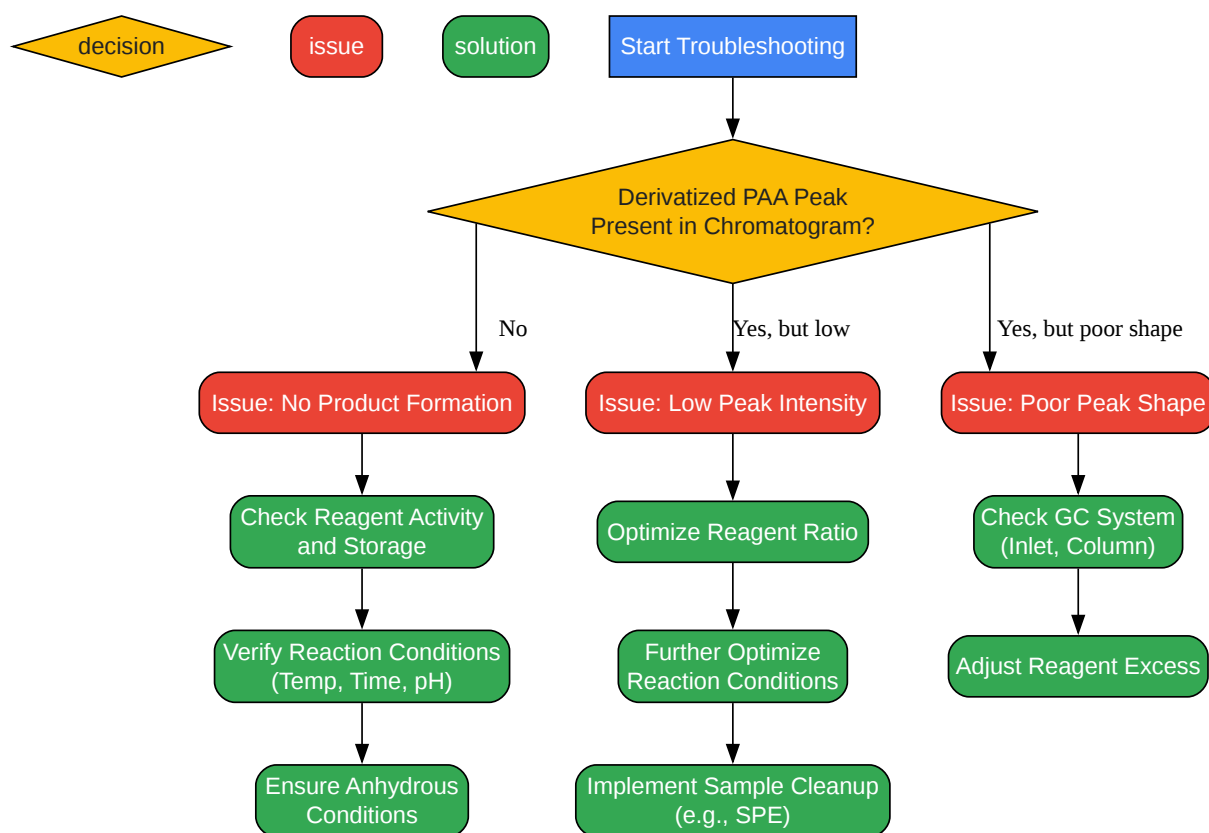 decision
issue
solution
Start Troubleshooting
Derivatized PAA Peak
Present in Chromatogram?
No
Yes, but low
Yes, but poor shape
Issue: No Product Formation
Issue: Low Peak Intensity
Issue: Poor Peak Shape
Check Reagent Activity
and Storage
Optimize Reagent Ratio
Check GC System
(Inlet, Column)
Verify Reaction Conditions
(Temp, Time, pH)
Further Optimize
Reaction Conditions
Adjust Reagent Excess
Ensure Anhydrous
Conditions
Implement Sample Cleanup
(e.g., SPE)